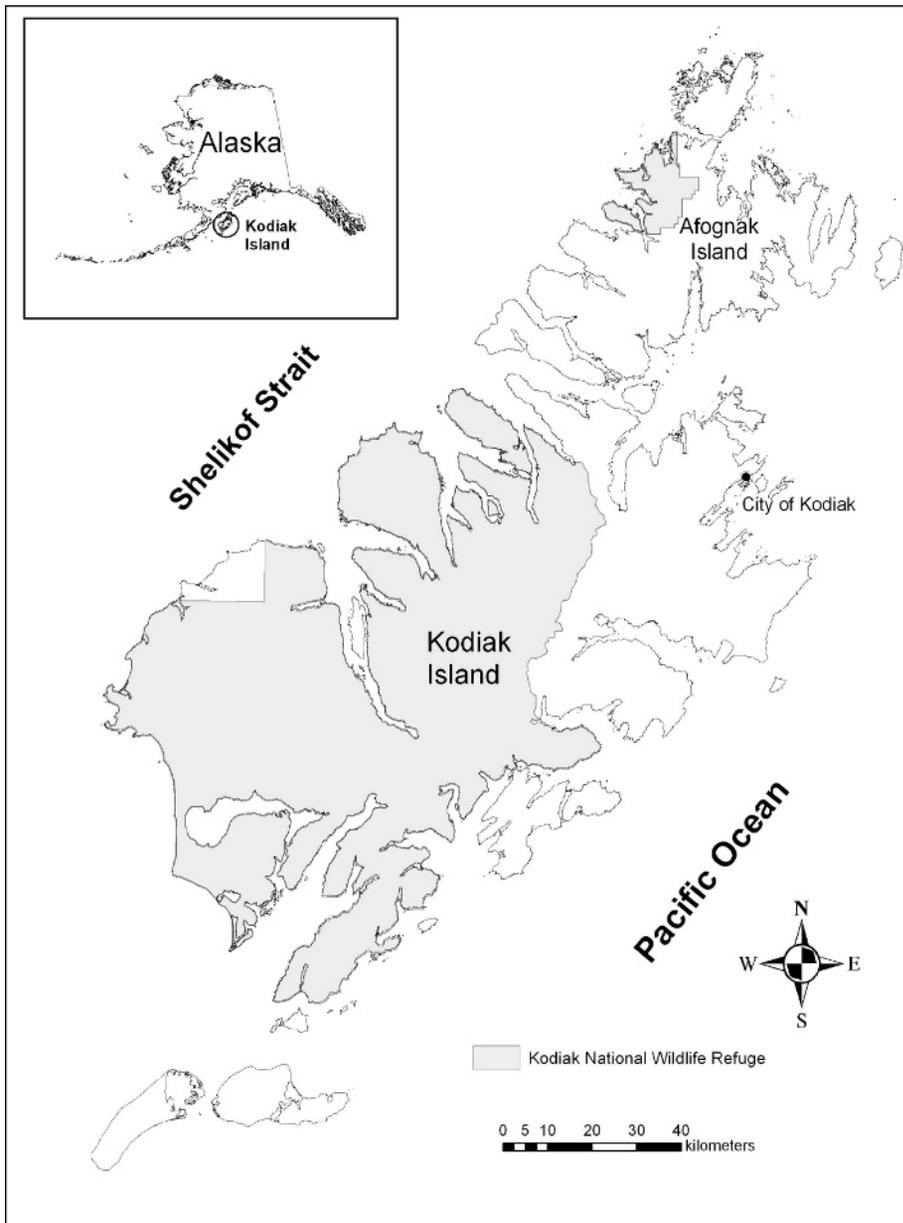 Alaska
Kodiak
Island
Afognak
Island
Shelikof Strait
City of Kodiak
Kodiak
Island
Pacific Ocean
N
W E
S
Kodiak National Wildlife Refuge
0 5 10 20 30 40
kilometers